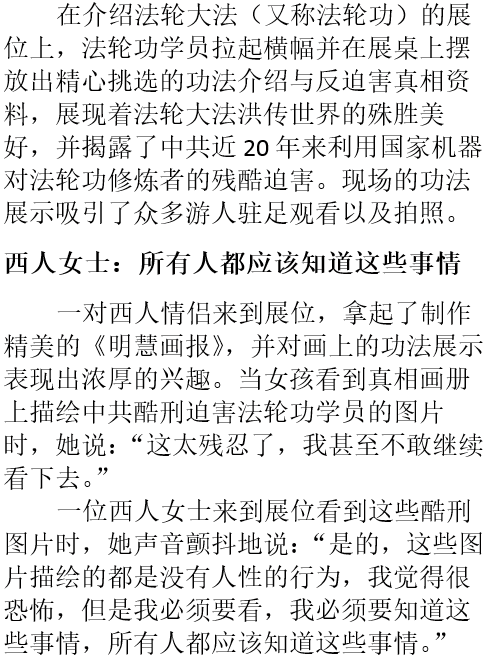 在介绍法轮大法（又称法轮功）的展
位上，法轮功学员拉起横幅并在展桌上摆
放出精心挑选的功法介绍与反迫害真相资
料，展现着法轮大法洪传世界的殊胜美
好，并揭露了中共近 20 年来利用国家机器
对法轮功修炼者的残酷迫害。现场的功法
展示吸引了众多游人驻足观看以及拍照。
西人女士：所有人都应该知道这些事情
一对西人情侣来到展位，拿起了制作
精美的《明慧画报》，并对画上的功法展示
表现出浓厚的兴趣。当女孩看到真相画册
上描绘中共酷刑迫害法轮功学员的图片
时，她说：“这太残忍了，我甚至不敢继续
看下去。”
一位西人女士来到展位看到这些酷刑
图片时，她声音颤抖地说：“是的，这些图
片描绘的都是没有人性的行为，我觉得很
恐怖，但是我必须要看，我必须要知道这
些事情，所有人都应该知道这些事情。”